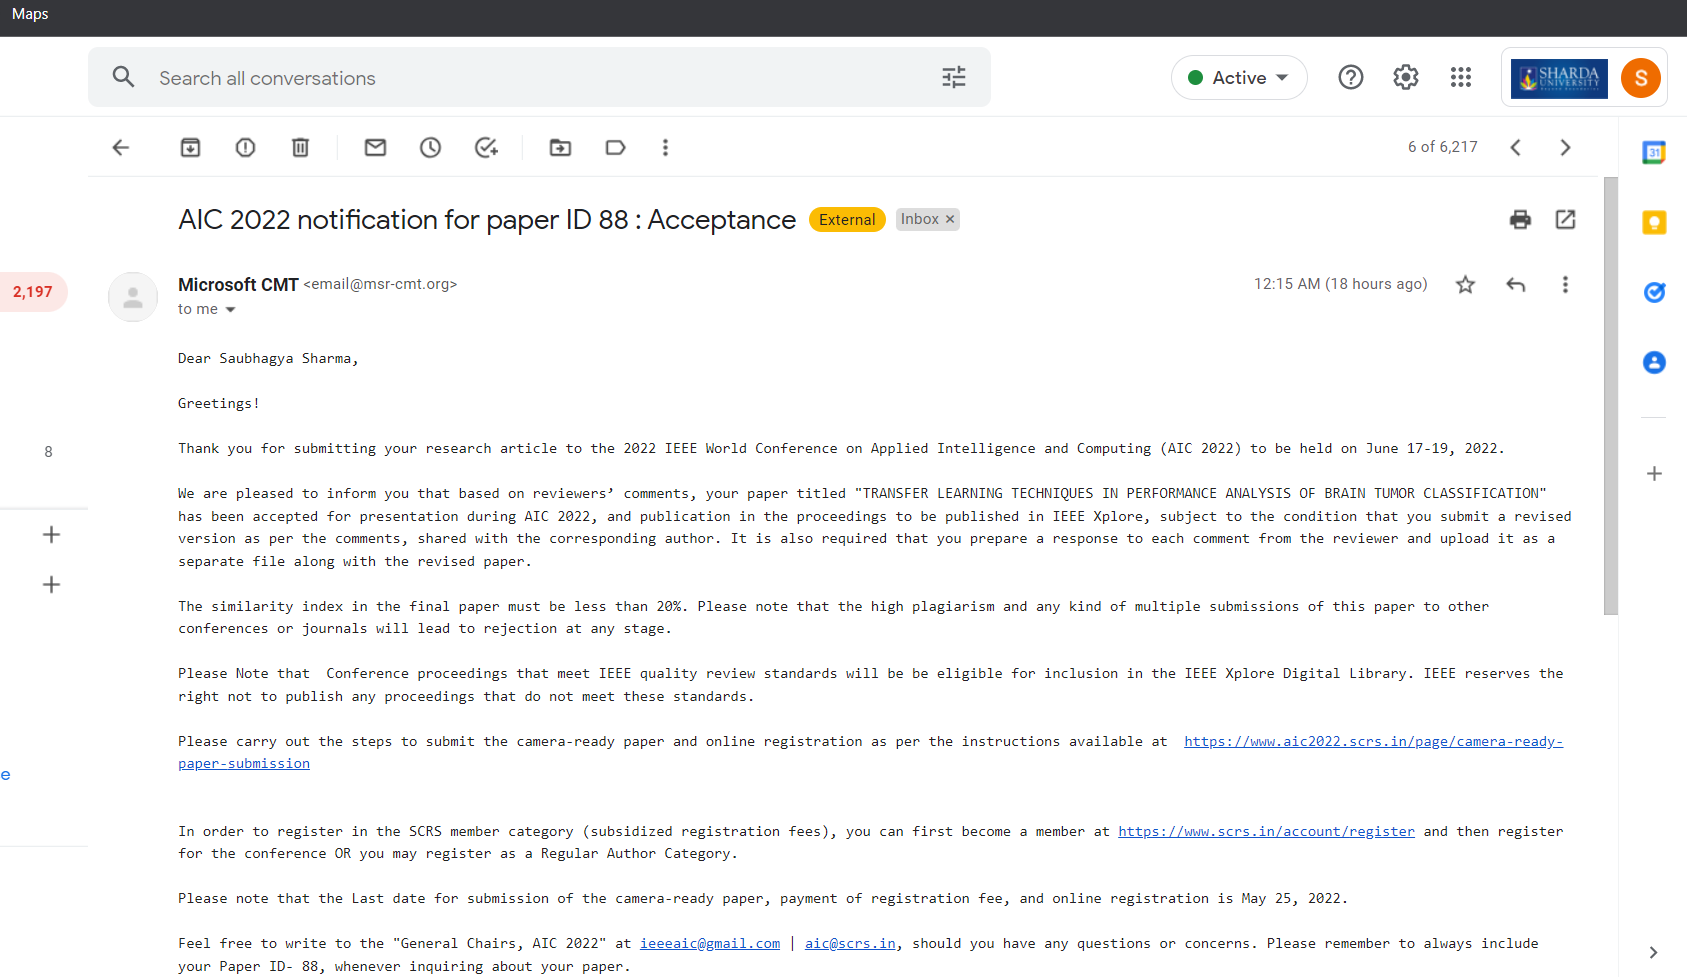 Maps
Search all conversations
Active
SHARDA
UNIVERSITY
S
6 of 6,217
31
AIC 2022 notification for paper ID 88 : Acceptance External Inbox ×
2,197
Microsoft CMT <email@msr-cmt.org>
12:15 AM (18 hours ago)
to me
Dear Saubhagya Sharma,
Greetings!
8
Thank you for submitting your research article to the 2022 IEEE World Conference on Applied Intelligence and Computing (AIC 2022) to be held on June 17-19, 2022.
We are pleased to inform you that based on reviewers’ comments, your paper titled "TRANSFER LEARNING TECHNIQUES IN PERFORMANCE ANALYSIS OF BRAIN TUMOR CLASSIFICATION"
has been accepted for presentation during AIC 2022, and publication in the proceedings to be published in IEEE Xplore, subject to the condition that you submit a revised
version as per the comments, shared with the corresponding author. It is also required that you prepare a response to each comment from the reviewer and upload it as a
separate file along with the revised paper.
The similarity index in the final paper must be less than 20%. Please note that the high plagiarism and any kind of multiple submissions of this paper to other
conferences or journals will lead to rejection at any stage.
Please Note that  Conference proceedings that meet IEEE quality review standards will be be eligible for inclusion in the IEEE Xplore Digital Library. IEEE reserves the
right not to publish any proceedings that do not meet these standards.
Please carry out the steps to submit the camera-ready paper and online registration as per the instructions available at  https://www.aic2022.scrs.in/page/camera-ready-
paper-submission
e
In order to register in the SCRS member category (subsidized registration fees), you can first become a member at https://www.scrs.in/account/register and then register
for the conference OR you may register as a Regular Author Category.
Please note that the Last date for submission of the camera-ready paper, payment of registration fee, and online registration is May 25, 2022.
Feel free to write to the "General Chairs, AIC 2022" at ieeeaic@gmail.com | aic@scrs.in, should you have any questions or concerns. Please remember to always include
your Paper ID- 88, whenever inquiring about your paper.